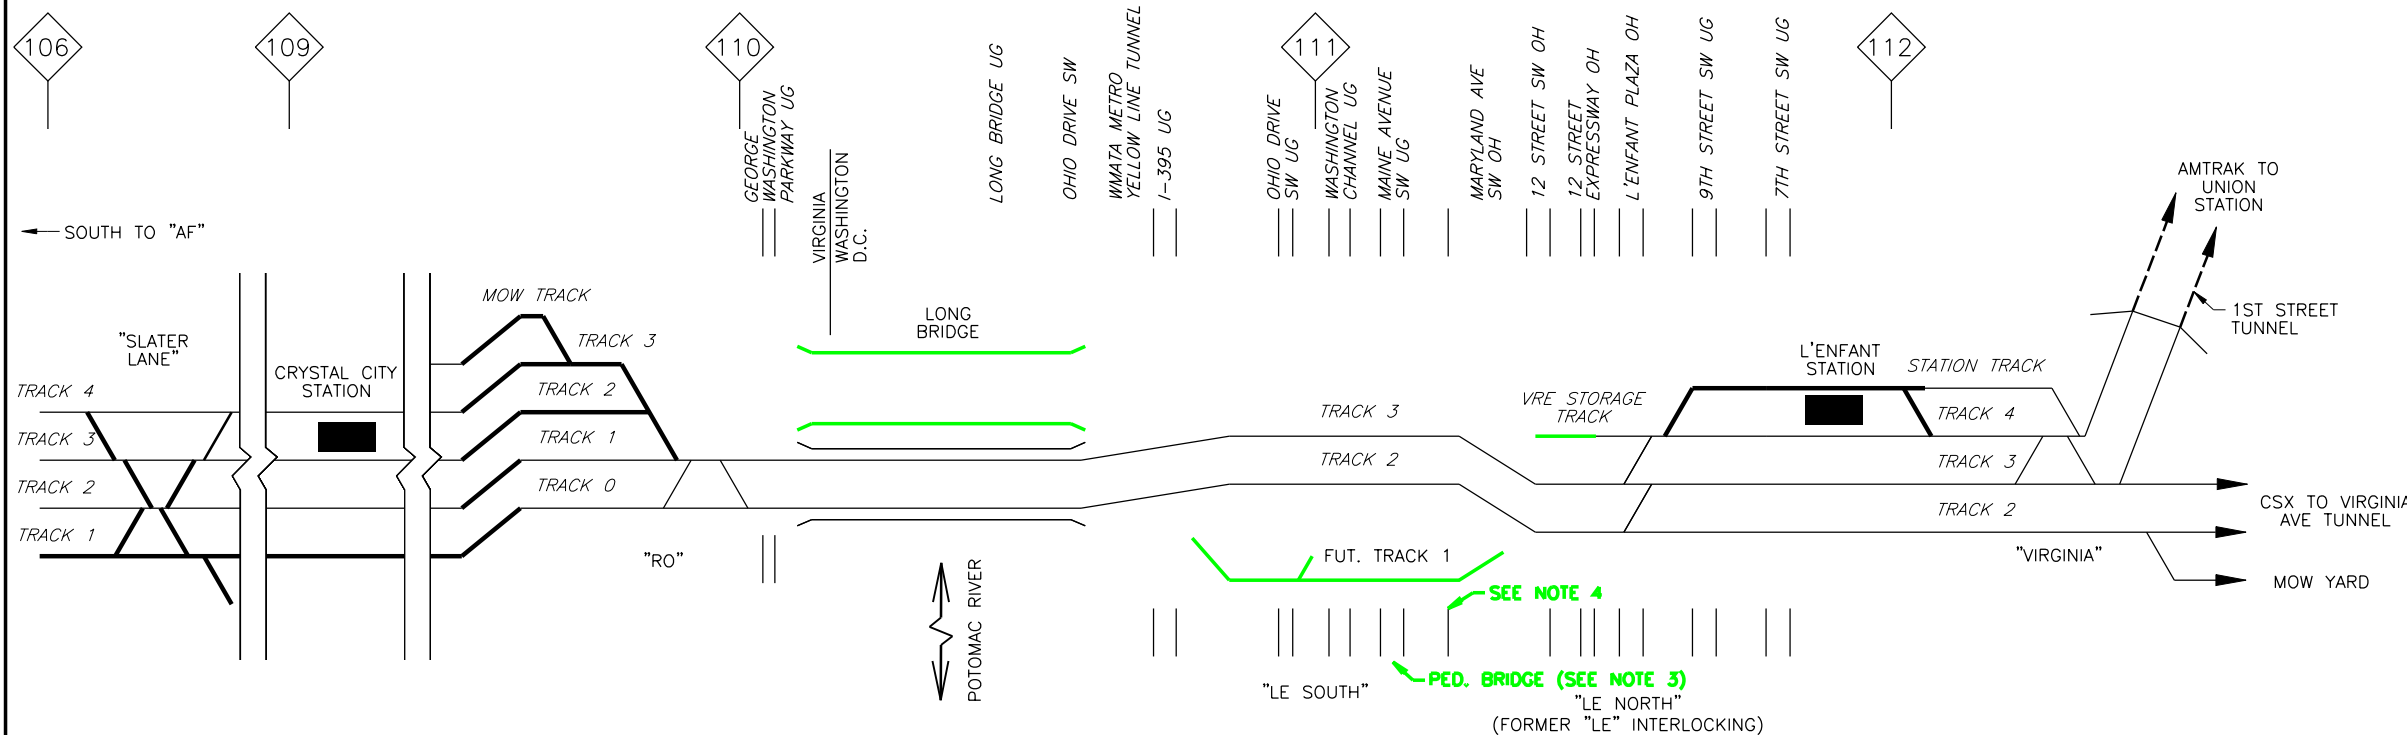 106
109
110
111
112
GEORGE
WASHINGTON
PARKWAY UG
VIRGINIA
WASHINGTON
D.C.
LONG BRIDGE UG
OHIO DRIVE SW
WMATA METRO
YELLOW LINE TUNNEL
I-395 UG
OHIO DRIVE
SW UG
WASHINGTON
CHANNEL UG
MAINE AVENUE
SW UG
MARYLAND AVE
SW OH
12 STREET SW OH
12 STREET
EXPRESSWAY OH
L'ENFANT PLAZA OH
9TH STREET SW UG
7TH STREET SW UG
AMTRAK TO
UNION
STATION
SOUTH TO "AF"
1ST STREET
TUNNEL
"SLATER
LANE"
CRYSTAL CITY
STATION
MOW TRACK
TRACK 3
TRACK 2
TRACK 1
TRACK 0
TRACK 4
TRACK 3
TRACK 2
TRACK 1
LONG
BRIDGE
"RO"
POTOMAC RIVER
TRACK 3
TRACK 2
FUT. TRACK 1
VRE STORAGE
TRACK
L'ENFANT
STATION
STATION TRACK
TRACK 4
TRACK 3
TRACK 2
CSX TO VIRGINIA
AVE TUNNEL
"VIRGINIA"
MOW YARD
SEE NOTE 4
PED. BRIDGE (SEE NOTE 3)
"LE SOUTH"
"LE NORTH"
(FORMER "LE" INTERLOCKING)